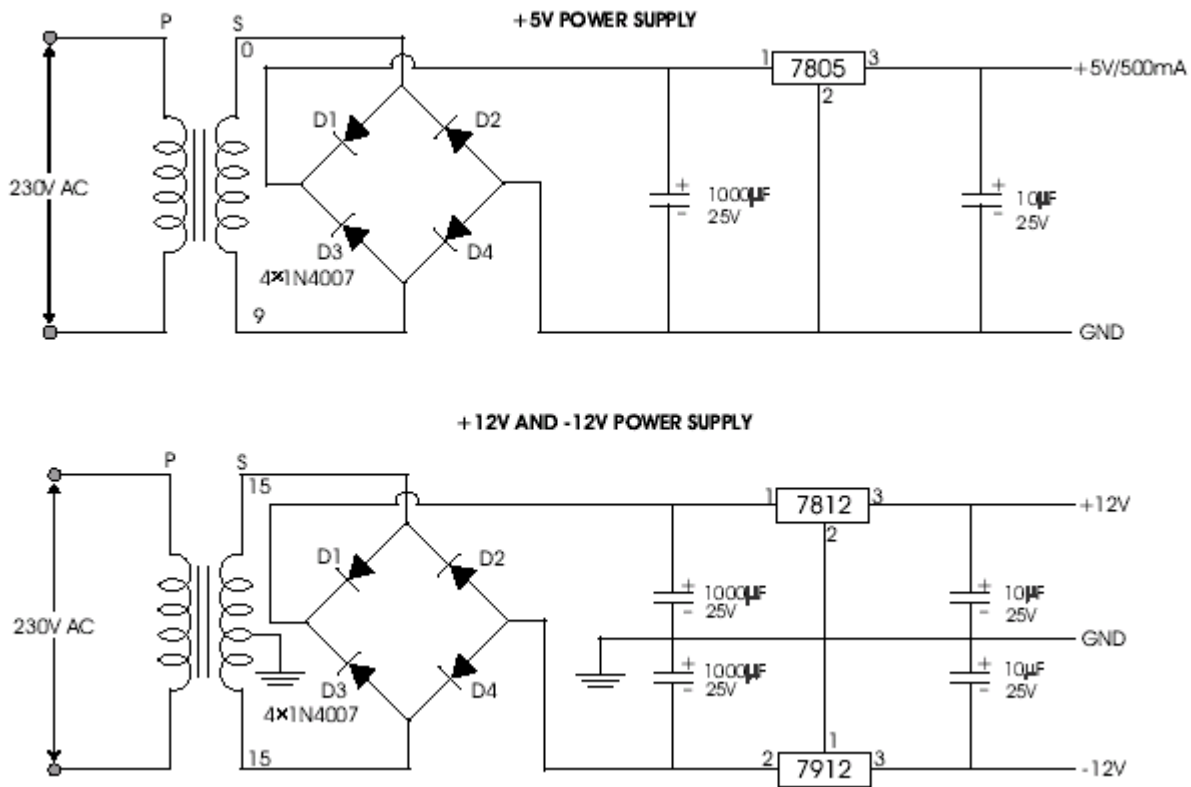 +5V POWER SUPPLY
P
S
0
230V AC
D1
D2
D3
D4
4×1N4007
9
1
7805
3
2
+5V/500mA
1000µF
25V
+
-
10µF
25V
+
-
GND
+12V AND -12V POWER SUPPLY
P
S
15
230V AC
D1
D2
D3
D4
4×1N4007
15
1
7812
3
2
+12V
+
-
1000µF
25V
+
-
10µF
25V
GND
+
-
1000µF
25V
+
-
10µF
25V
1
2
7912
3
-12V